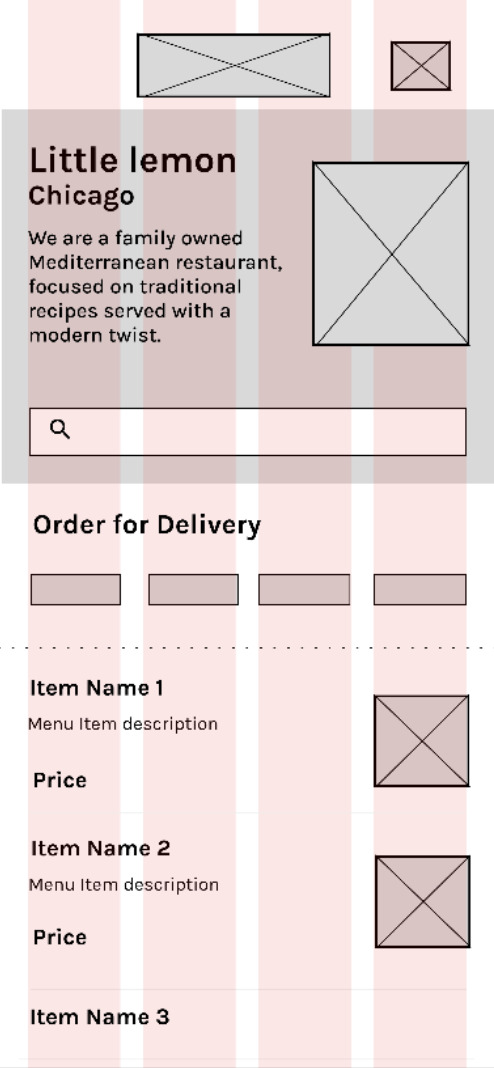 Little lemon
Chicago
We are a family owned
Mediterranean restaurant,
focused on traditional
recipes served with a
modern twist.
Order for Delivery
Item Name 1
Menu Item description
Price
Item Name 2
Menu Item description
Price
Item Name 3